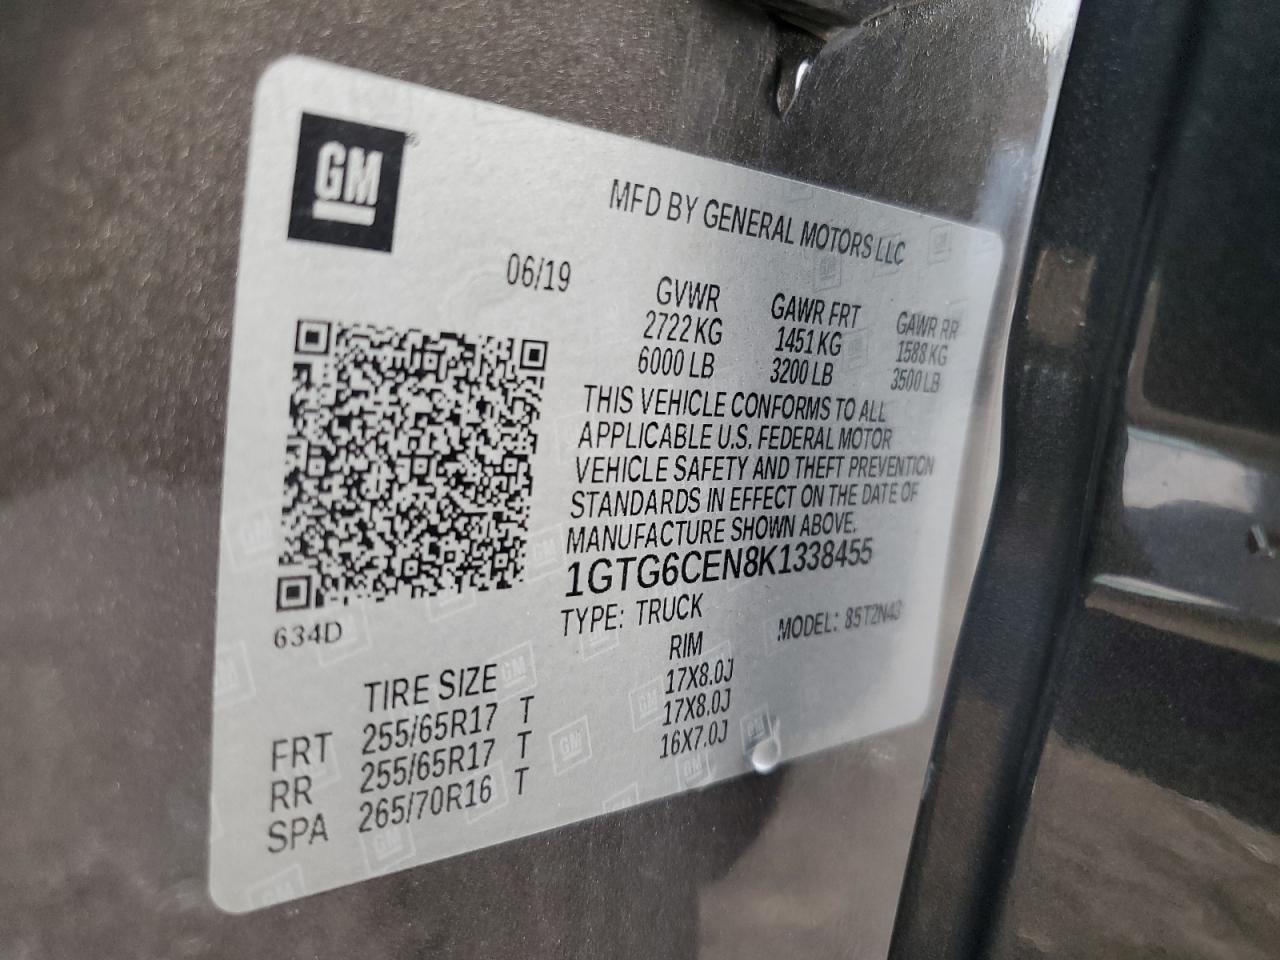 GM
MFD BY GENERAL MOTORS LLC
06/19
GVWR GAWR FRT GAWR RR
2722 KG 1451 KG 1588 KG
6000 LB 3200 LB 3500 LB
THIS VEHICLE CONFORMS TO ALL
APPLICABLE U.S. FEDERAL MOTOR
VEHICLE SAFETY AND THEFT PREVENTION
STANDARDS IN EFFECT ON THE DATE OF
MANUFACTURE SHOWN ABOVE.
1GTG6CEN8K1338455
TYPE: TRUCK MODEL: 85T2N43
634D
TIRE SIZE RIM
FRT 255/65R17 T 17X8.0J
RR 255/65R17 T 17X8.0J
SPA 265/70R16 T 16X7.0J